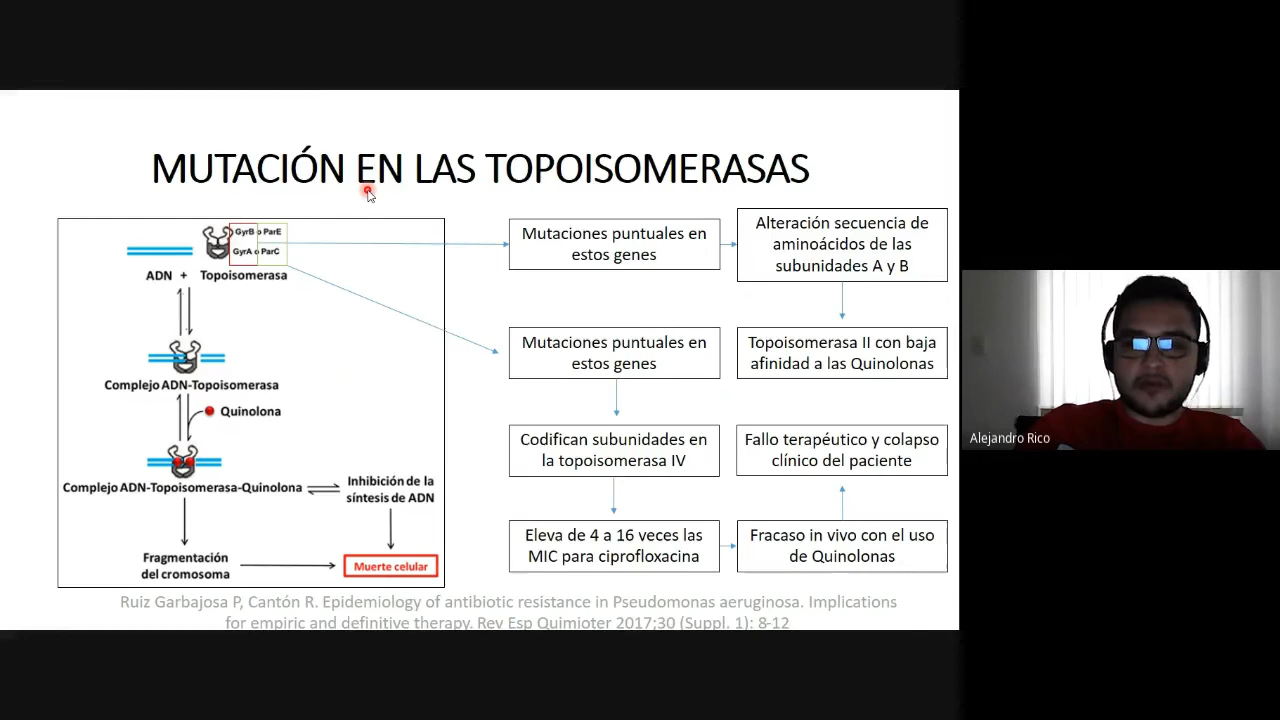 MUTACIÓN EN LAS TOPOISOMERASAS
GyrB o ParE
GyrA o ParC
ADN + Topoisomerasa
Complejo ADN-Topoisomerasa
Quinolona
Complejo ADN-Topoisomerasa-Quinolona
Inhibición de la
síntesis de ADN
Fragmentación
del cromosoma
Muerte celular
Mutaciones puntuales en
estos genes
Alteración secuencia de
aminoácidos de las
subunidades A y B
Mutaciones puntuales en
estos genes
Topoisomerasa II con baja
afinidad a las Quinolonas
Codifican subunidades en
la topoisomerasa IV
Fallo terapéutico y colapso
clínico del paciente
Eleva de 4 a 16 veces las
MIC para ciprofloxacina
Fracaso in vivo con el uso
de Quinolonas
Ruiz Garbajosa P, Cantón R. Epidemiology of antibiotic resistance in Pseudomonas aeruginosa. Implications
for empiric and definitive therapy. Rev Esp Quimioter 2017;30 (Suppl. 1): 8-12
Alejandro Rico